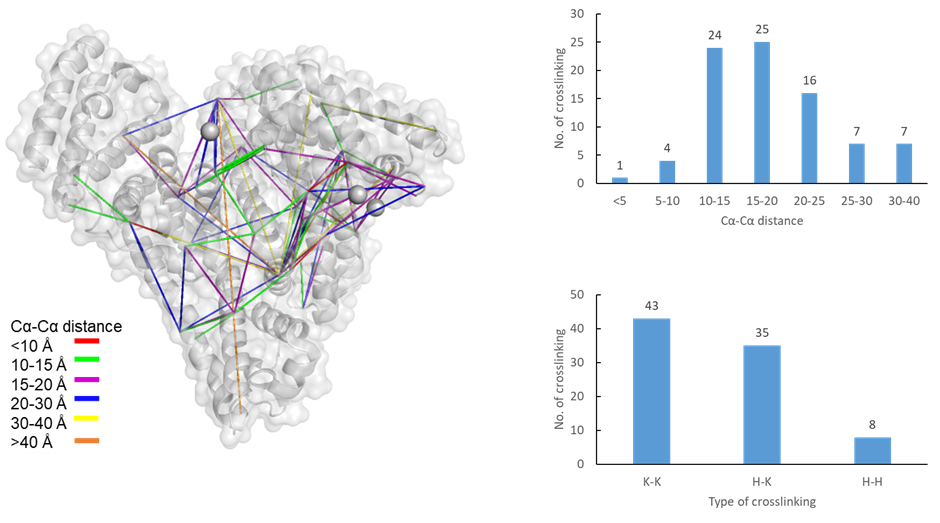 Cα-Cα distance
<10 Å
10-15 Å
15-20 Å
20-30 Å
30-40 Å
>40 Å
No. of crosslinking
30
25
20
15
10
5
0
1
4
24
25
16
7
7
<5
5-10
10-15
15-20
20-25
25-30
30-40
Cα-Cα distance
No. of crosslinking
50
40
30
20
10
0
43
35
8
K-K
H-K
H-H
Type of crosslinking